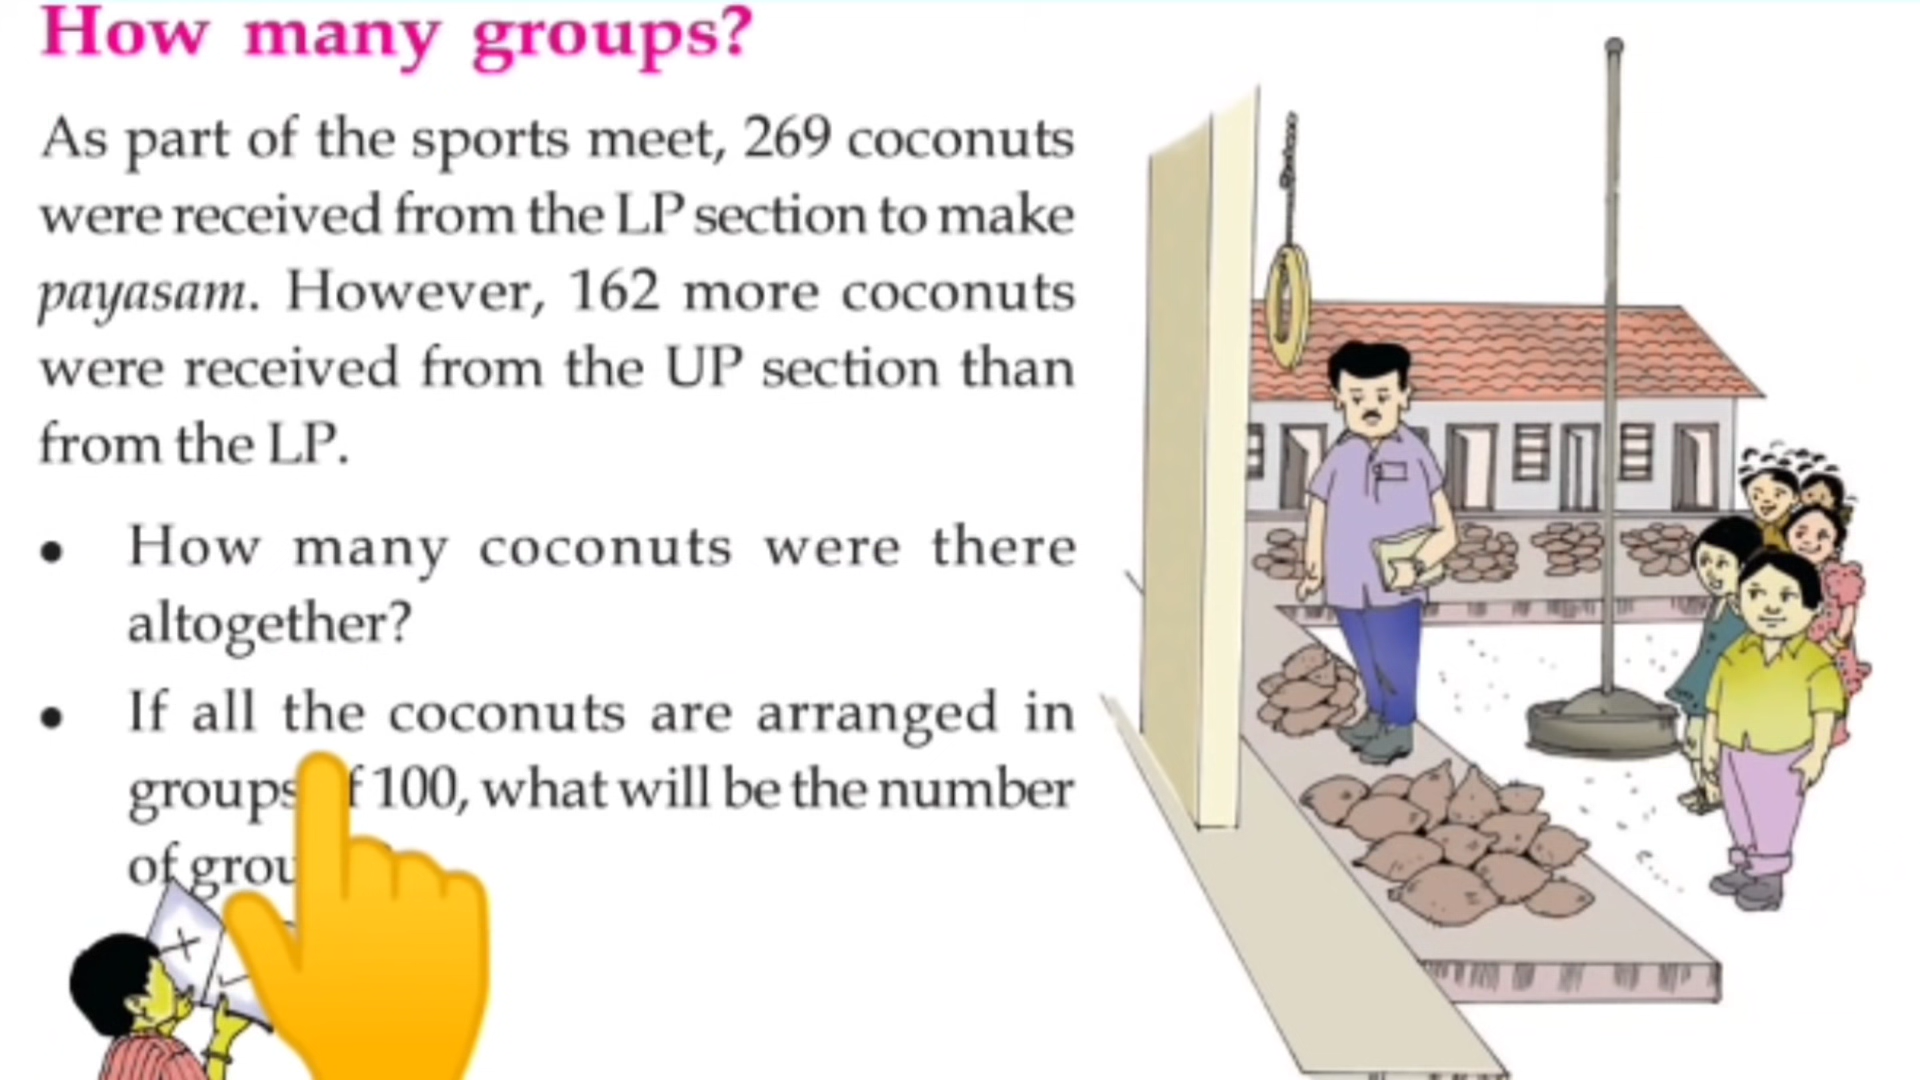 How many groups?
As part of the sports meet, 269 coconuts
were received from the LP section to make
payasam. However, 162 more coconuts
were received from the UP section than
from the LP.
• How many coconuts were there
altogether?
• If all the coconuts are arranged in
groups 100, what will be the number
of